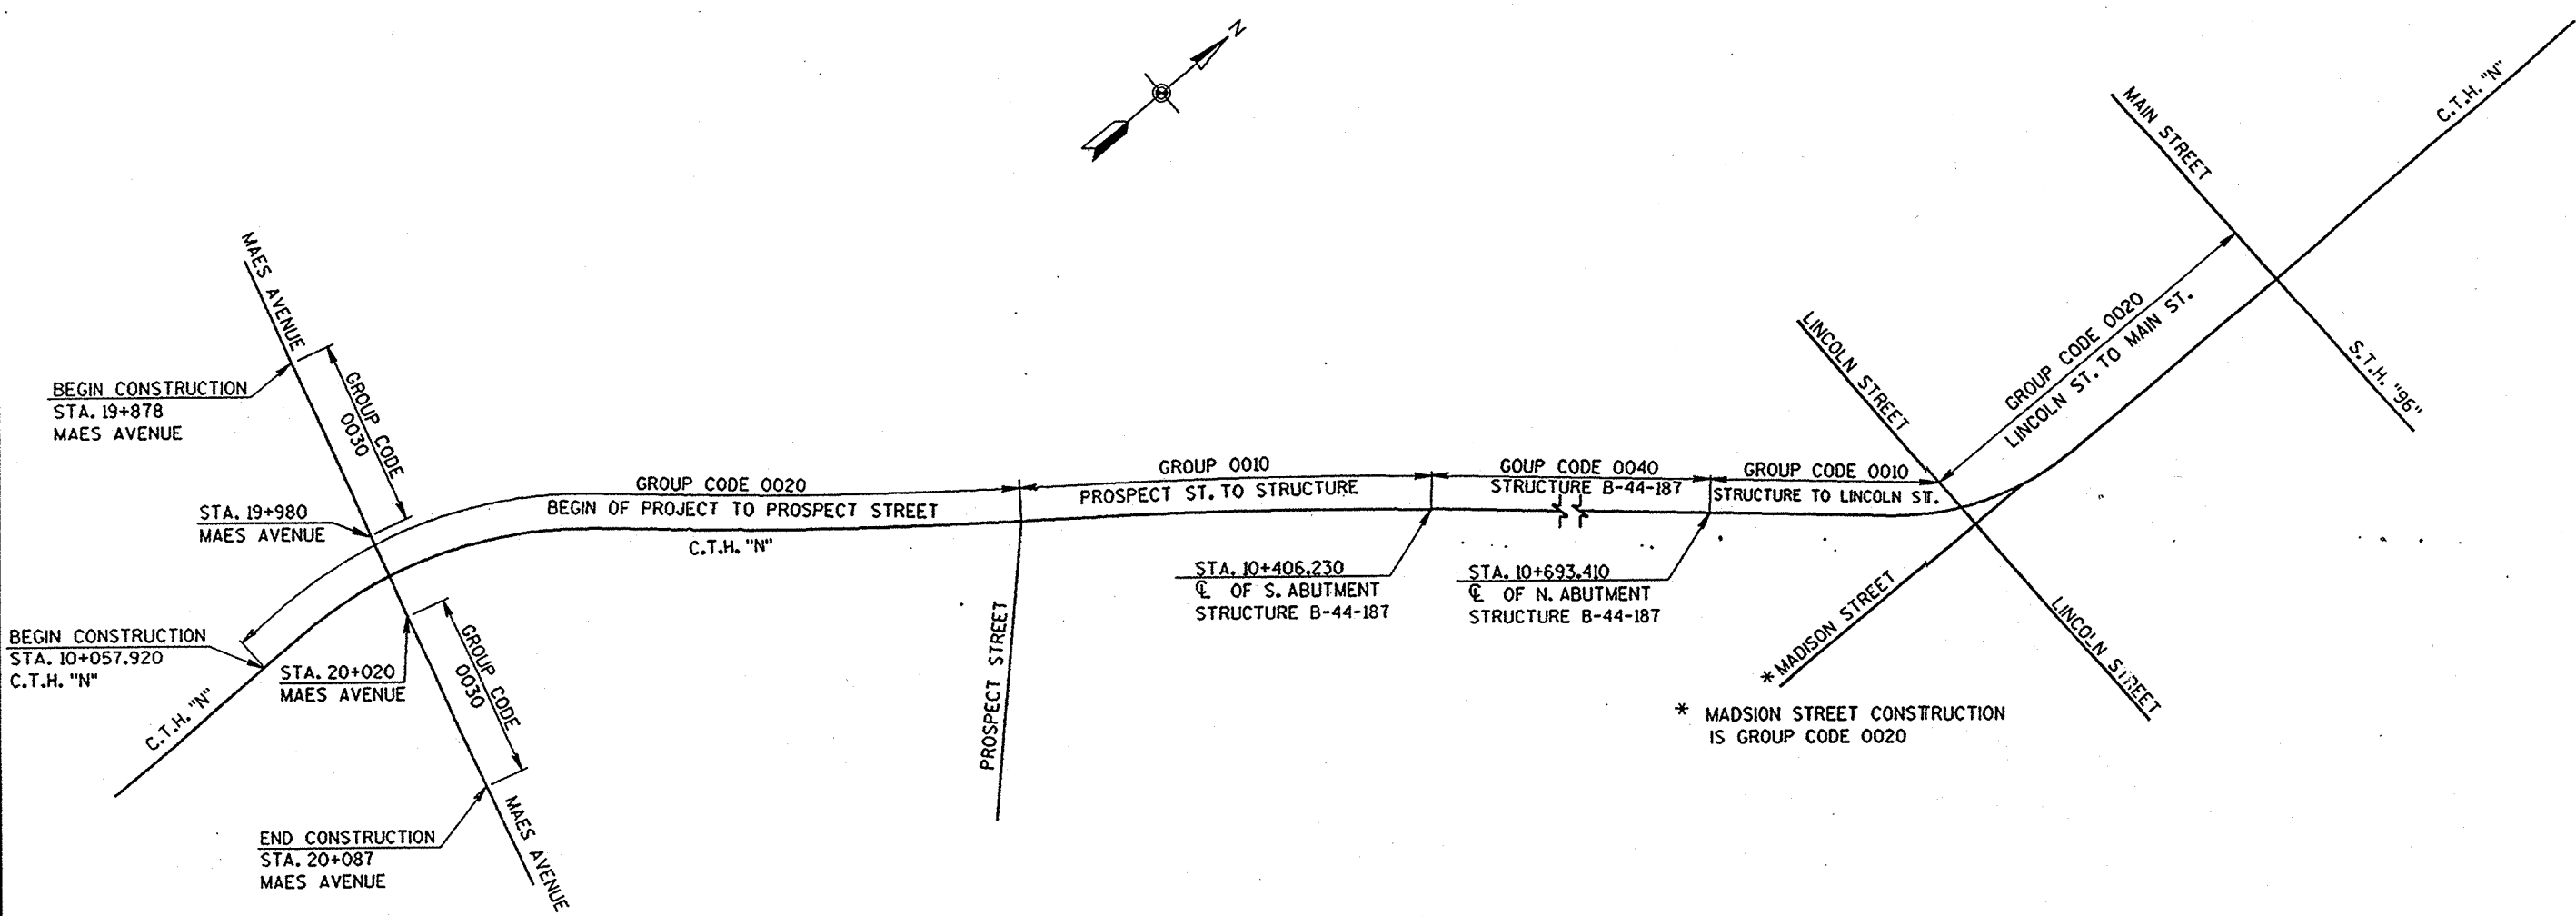 N
C.T.H. "N"
MAIN STREET
S.T.H. "96"
GROUP CODE 0020
LINCOLN ST. TO MAIN ST.
LINCOLN STREET
MAES AVENUE
BEGIN CONSTRUCTION
STA. 19+878
MAES AVENUE
GROUP CODE
0030
STA. 19+980
MAES AVENUE
GROUP CODE 0020
BEGIN OF PROJECT TO PROSPECT STREET
C.T.H. "N"
GROUP 0010
PROSPECT ST. TO STRUCTURE
GOUP CODE 0040
STRUCTURE B-44-187
GROUP CODE 0010
STRUCTURE TO LINCOLN ST.
STA. 10+406.230
℄ OF S. ABUTMENT
STRUCTURE B-44-187
STA. 10+693.410
℄ OF N. ABUTMENT
STRUCTURE B-44-187
BEGIN CONSTRUCTION
STA. 10+057.920
C.T.H. "N"
C.T.H. "N"
STA. 20+020
MAES AVENUE
GROUP CODE
0030
PROSPECT STREET
* MADISON STREET
LINCOLN STREET
* MADSION STREET CONSTRUCTION
IS GROUP CODE 0020
END CONSTRUCTION
STA. 20+087
MAES AVENUE
MAES AVENUE